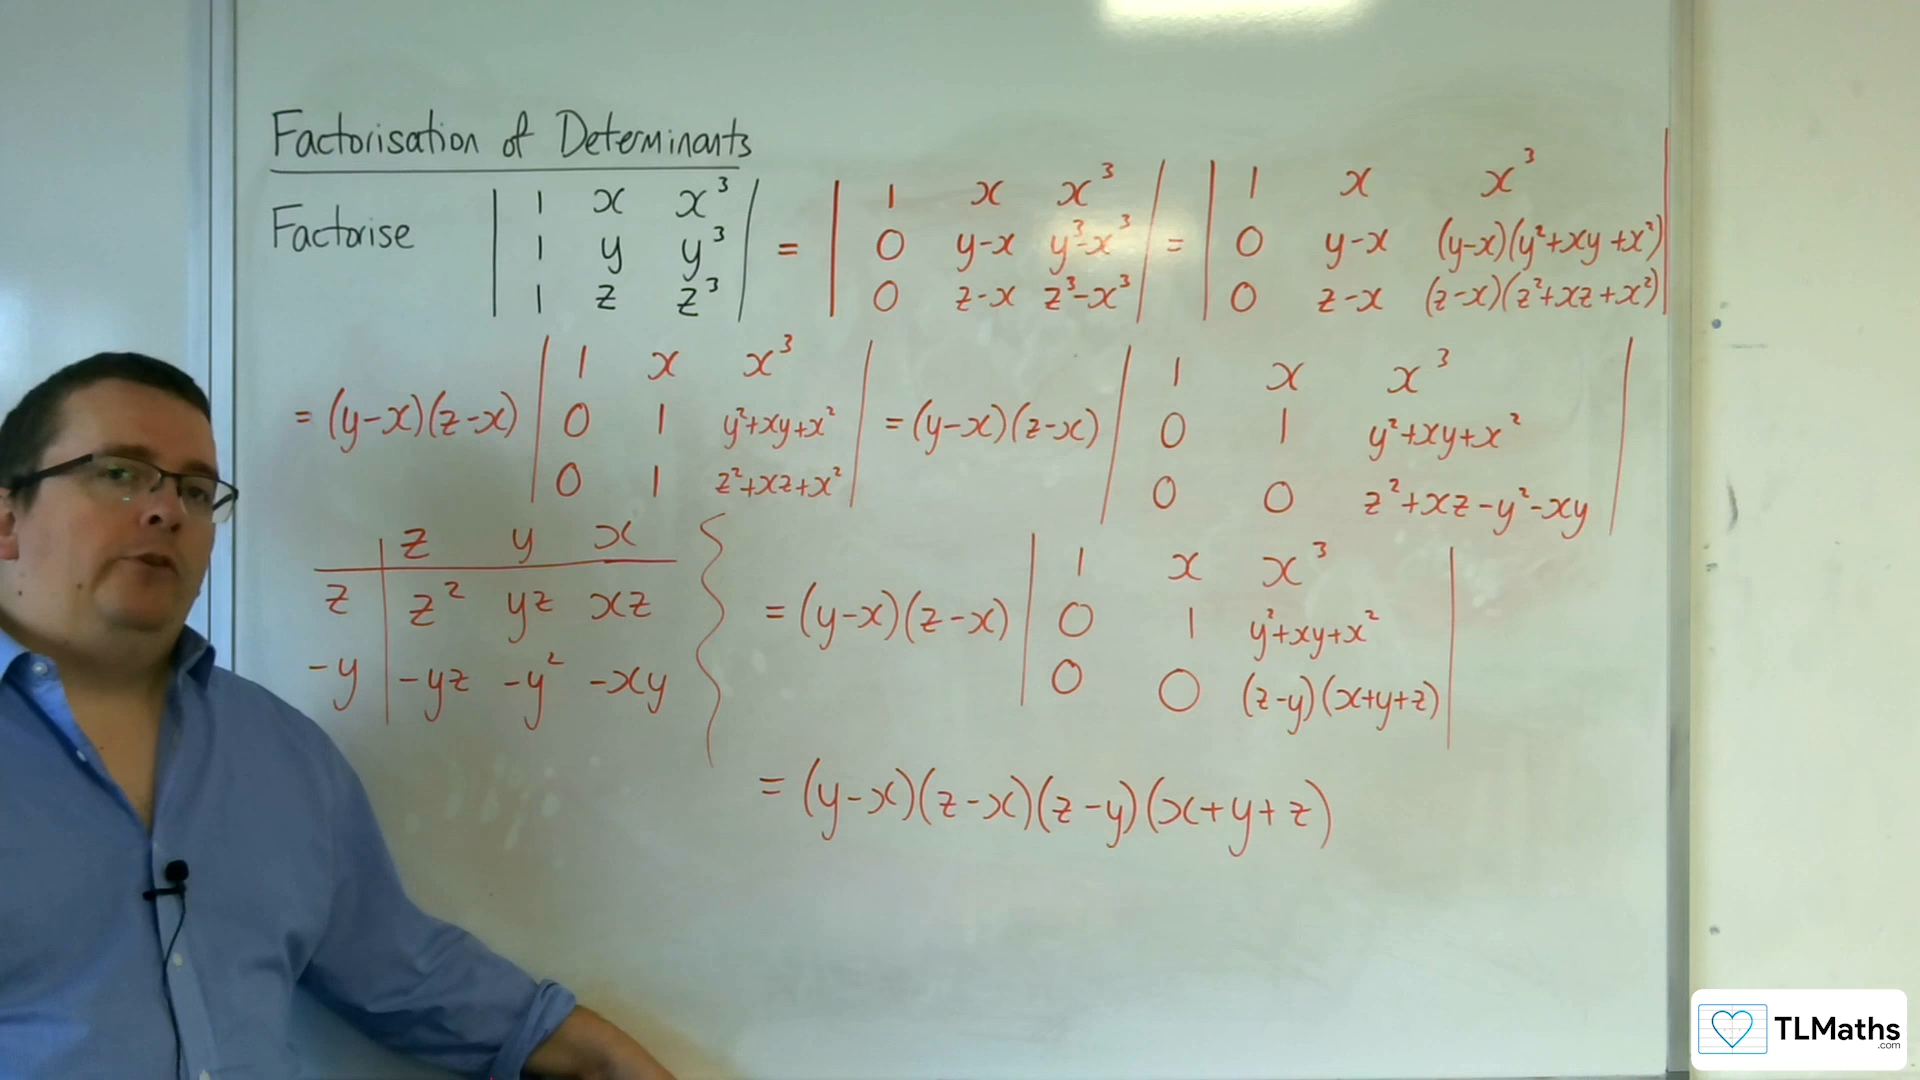 Factorisation of Determinants
Factorise | 1 x x³ | = | 1 x x³ | = | 1 x x³ |
| 1 y y³ | | 0 y-x y³-x³ | | 0 y-x (y-x)(y²+xy+x²) |
| 1 z z³ | | 0 z-x z³-x³ | | 0 z-x (z-x)(z²+xz+x²) |
| 1 x x³ | | 1 x x³ |
= (y-x)(z-x) | 0 1 y²+xy+x² | = (y-x)(z-x) | 0 1 y²+xy+x² |
| 0 1 z²+xz+x² | | 0 0 z²+xz-y²-xy |
z y x
z z² yz xz
-y -yz -y² -xy
| 1 x x³ |
= (y-x)(z-x) | 0 1 y²+xy+x² |
| 0 0 (z-y)(x+y+z) |
= (y-x)(z-x)(z-y)(x+y+z)
TLMaths
.com